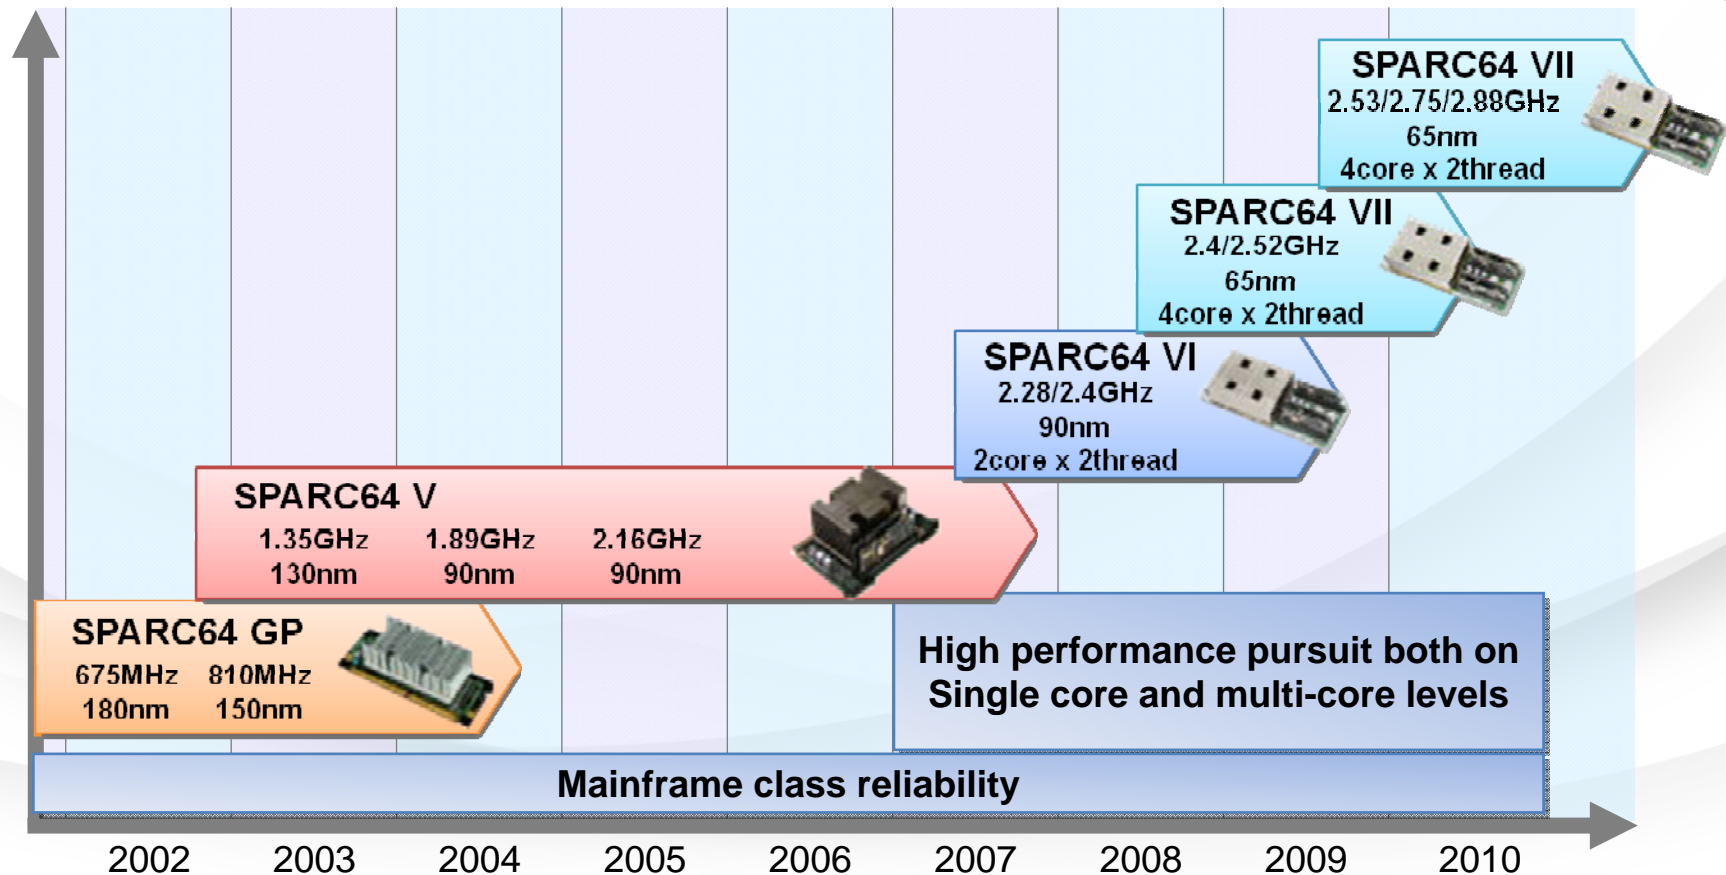 SPARC64 VII
2.53/2.75/2.88GHz
65nm
4core x 2thread
SPARC64 VII
2.4/2.52GHz
65nm
4core x 2thread
SPARC64 VI
2.28/2.4GHz
90nm
2core x 2thread
SPARC64 V
1.35GHz 1.89GHz 2.16GHz
130nm 90nm 90nm
SPARC64 GP
675MHz 810MHz
180nm 150nm
High performance pursuit both on
Single core and multi-core levels
Mainframe class reliability
2002 2003 2004 2005 2006 2007 2008 2009 2010